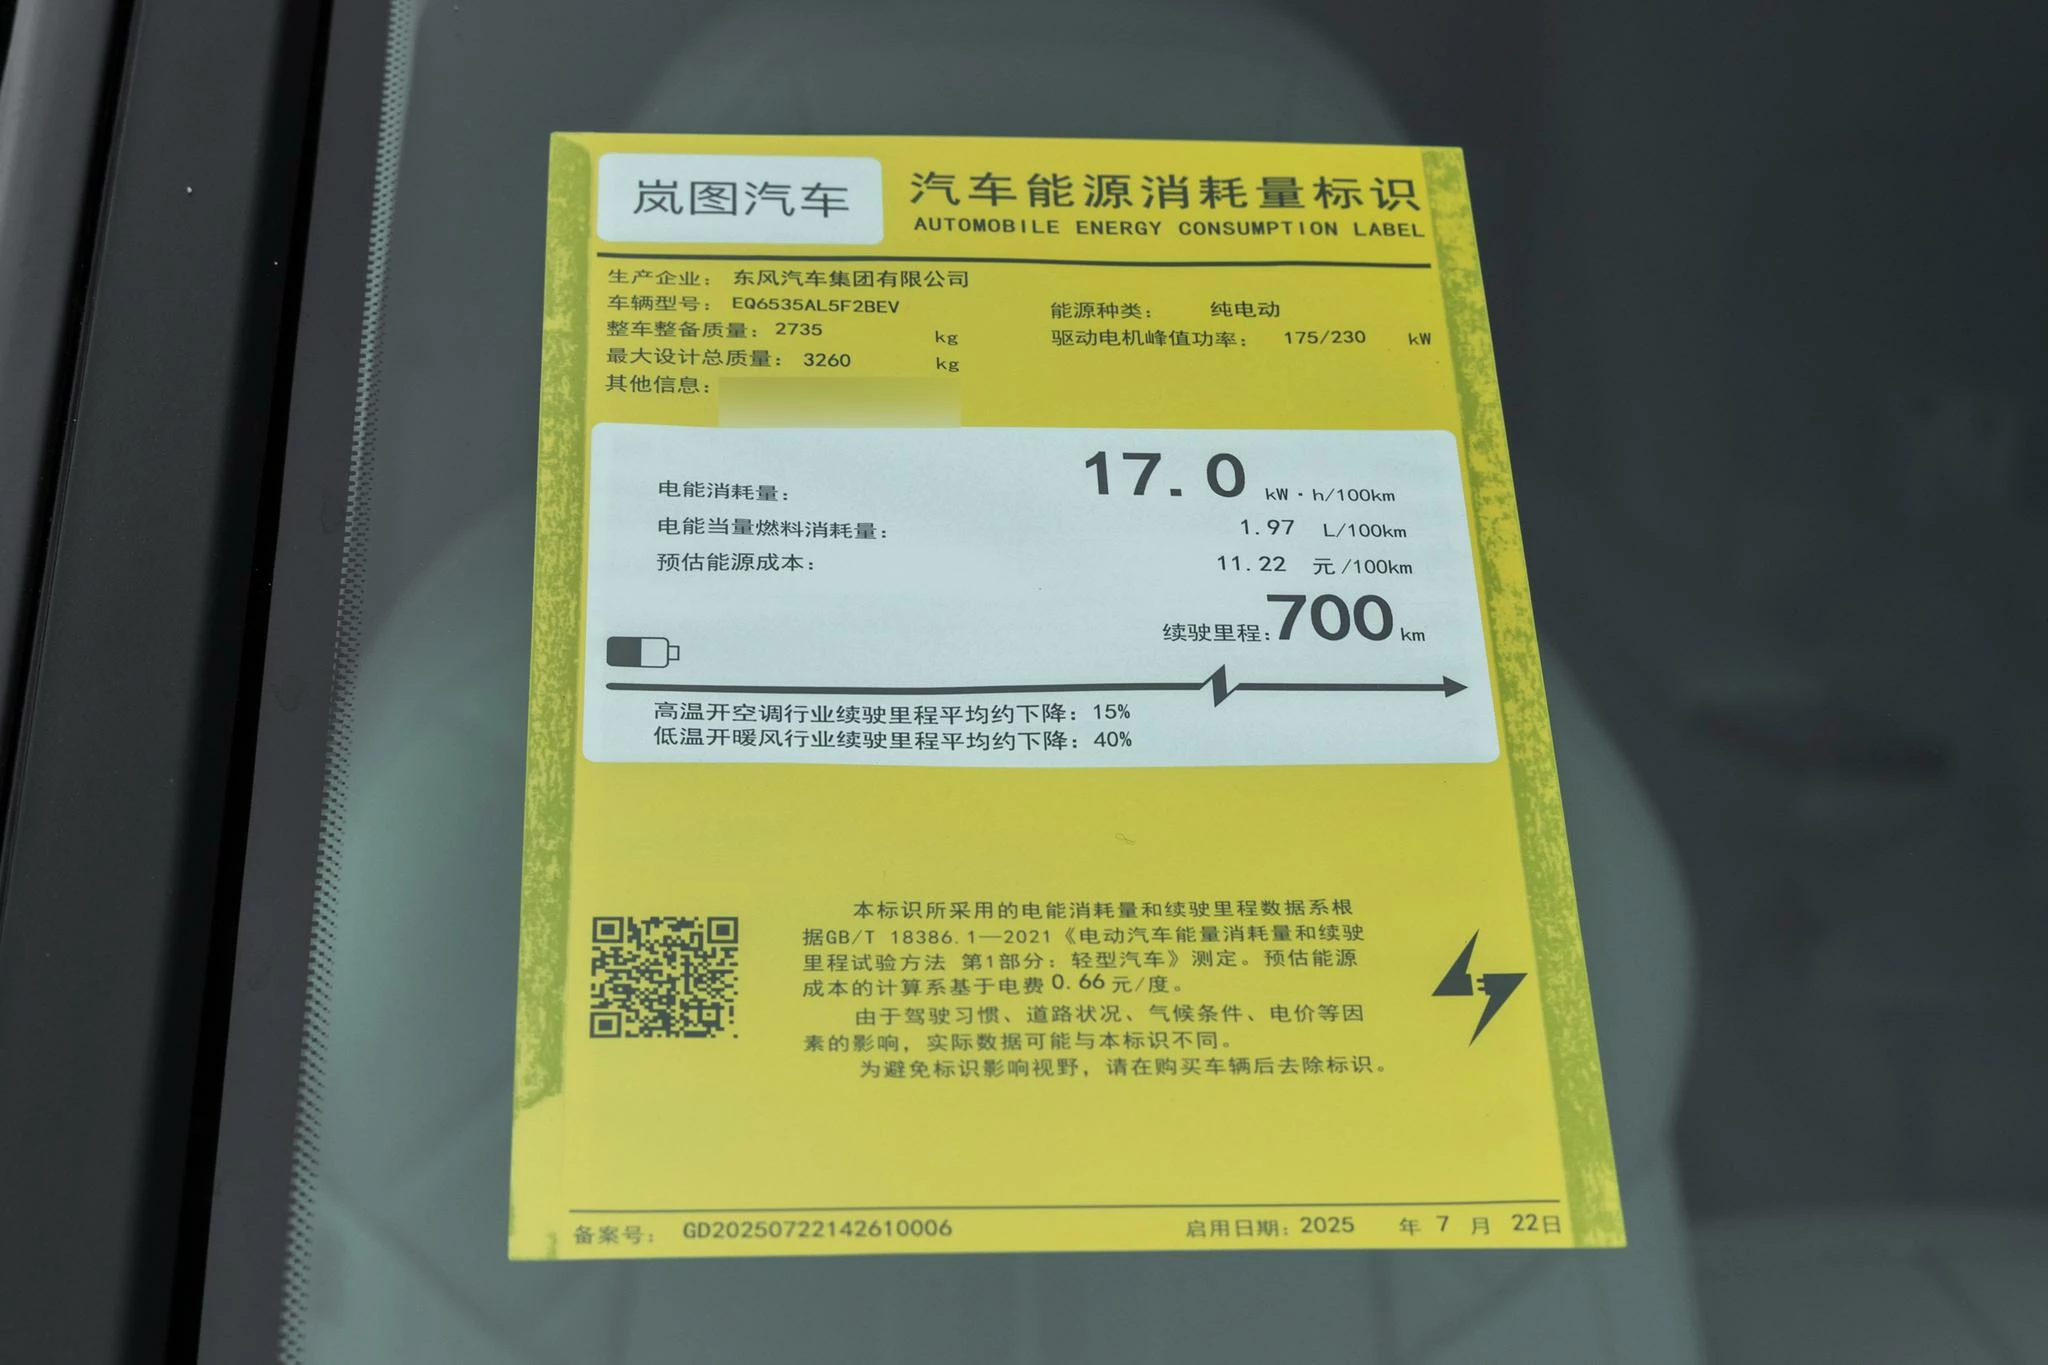 岚图汽车
汽车能源消耗量标识
AUTOMOBILE ENERGY CONSUMPTION LABEL
生产企业： 东风汽车集团有限公司
车辆型号： EQ6535AL5F2BEV
能源种类： 纯电动
整车整备质量： 2735 kg
驱动电机峰值功率： 175/230 kW
最大设计总质量： 3260 kg
其他信息：
电能消耗量： 17.0 kW·h/100km
电能当量燃料消耗量： 1.97 L/100km
预估能源成本： 11.22 元/100km
续驶里程：700 km
高温开空调行业续驶里程平均约下降：15%
低温开暖风行业续驶里程平均约下降：40%
本标识所采用的电能消耗量和续驶里程数据系根
据GB/T 18386.1—2021《电动汽车能量消耗量和续驶
里程试验方法 第1部分：轻型汽车》测定。预估能源
成本的计算系基于电费0.66元/度。
由于驾驶习惯、道路状况、气候条件、电价等因
素的影响，实际数据可能与本标识不同。
为避免标识影响视野，请在购买车辆后去除标识。
备案号： GD20250722142610006
启用日期：2025 年 7 月 22日